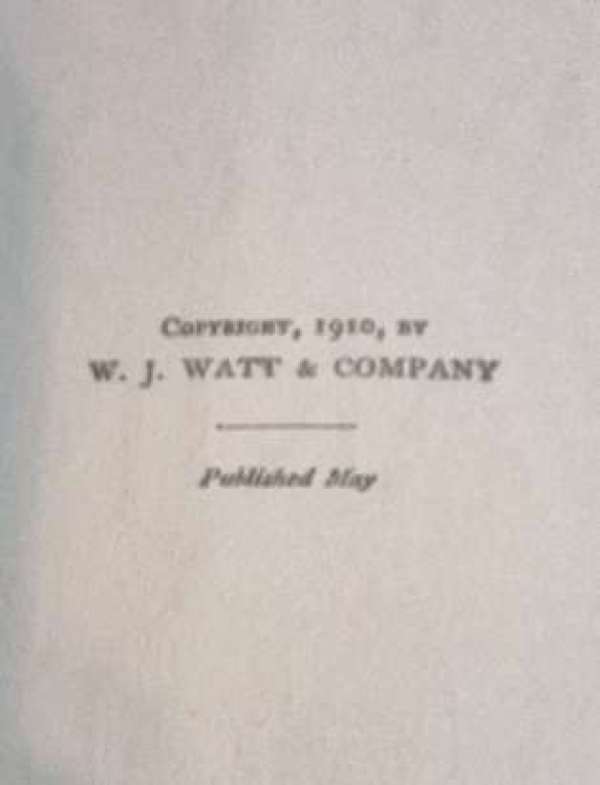 COPYRIGHT, 1910, BY
W. J. WATT & COMPANY
Published May